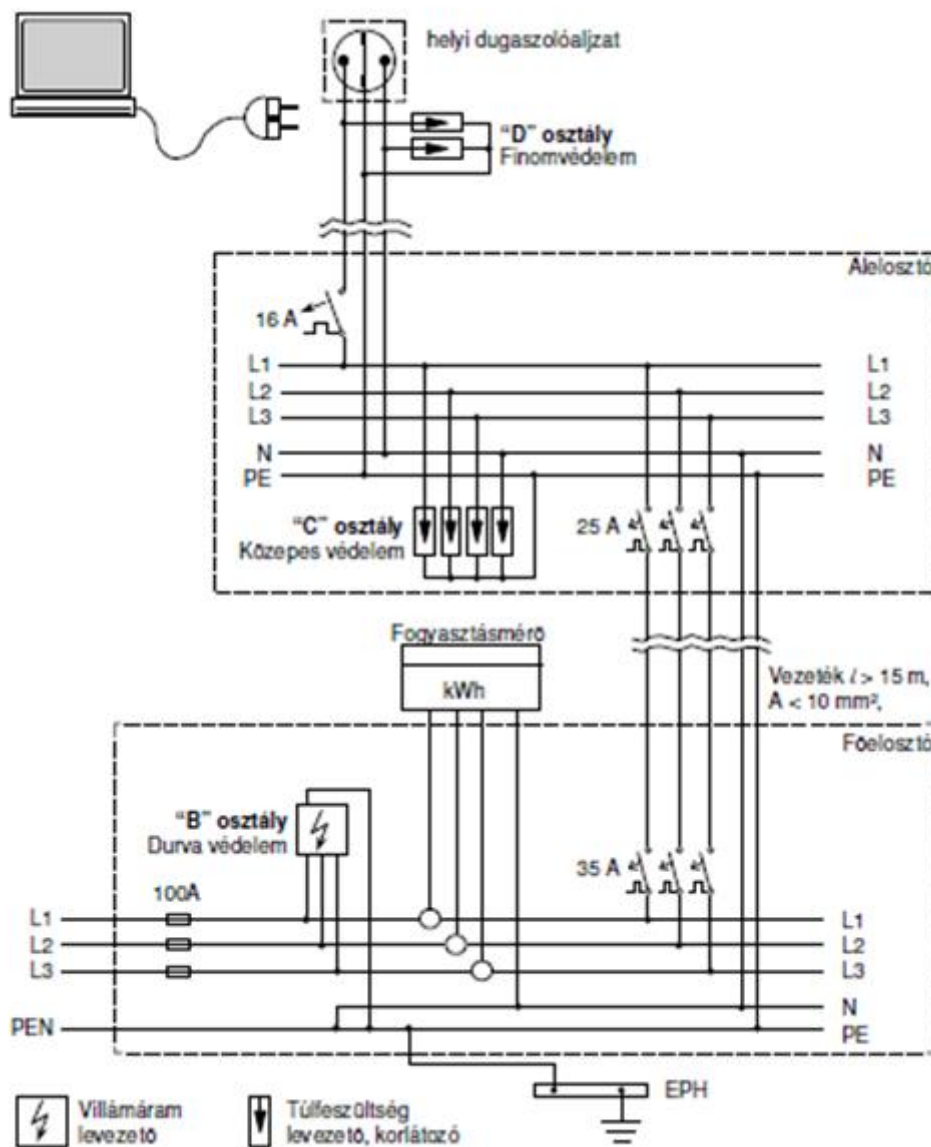 helyi dugaszolóaljzat
"D" osztály
Finomvédelem
Alelosztó
16 A
L1
L1
L2
L2
L3
L3
N
N
PE
PE
"C" osztály
Közepes védelem
25 A
Fogyasztásmérő
kWh
Vezeték l > 15 m,
A < 10 mm²,
Főelosztó
"B" osztály
Durva védelem
35 A
100A
L1
L1
L2
L2
L3
L3
N
PEN
PE
EPH
Villámáram
levezető
Túlfeszültség
levezető, korlátozó